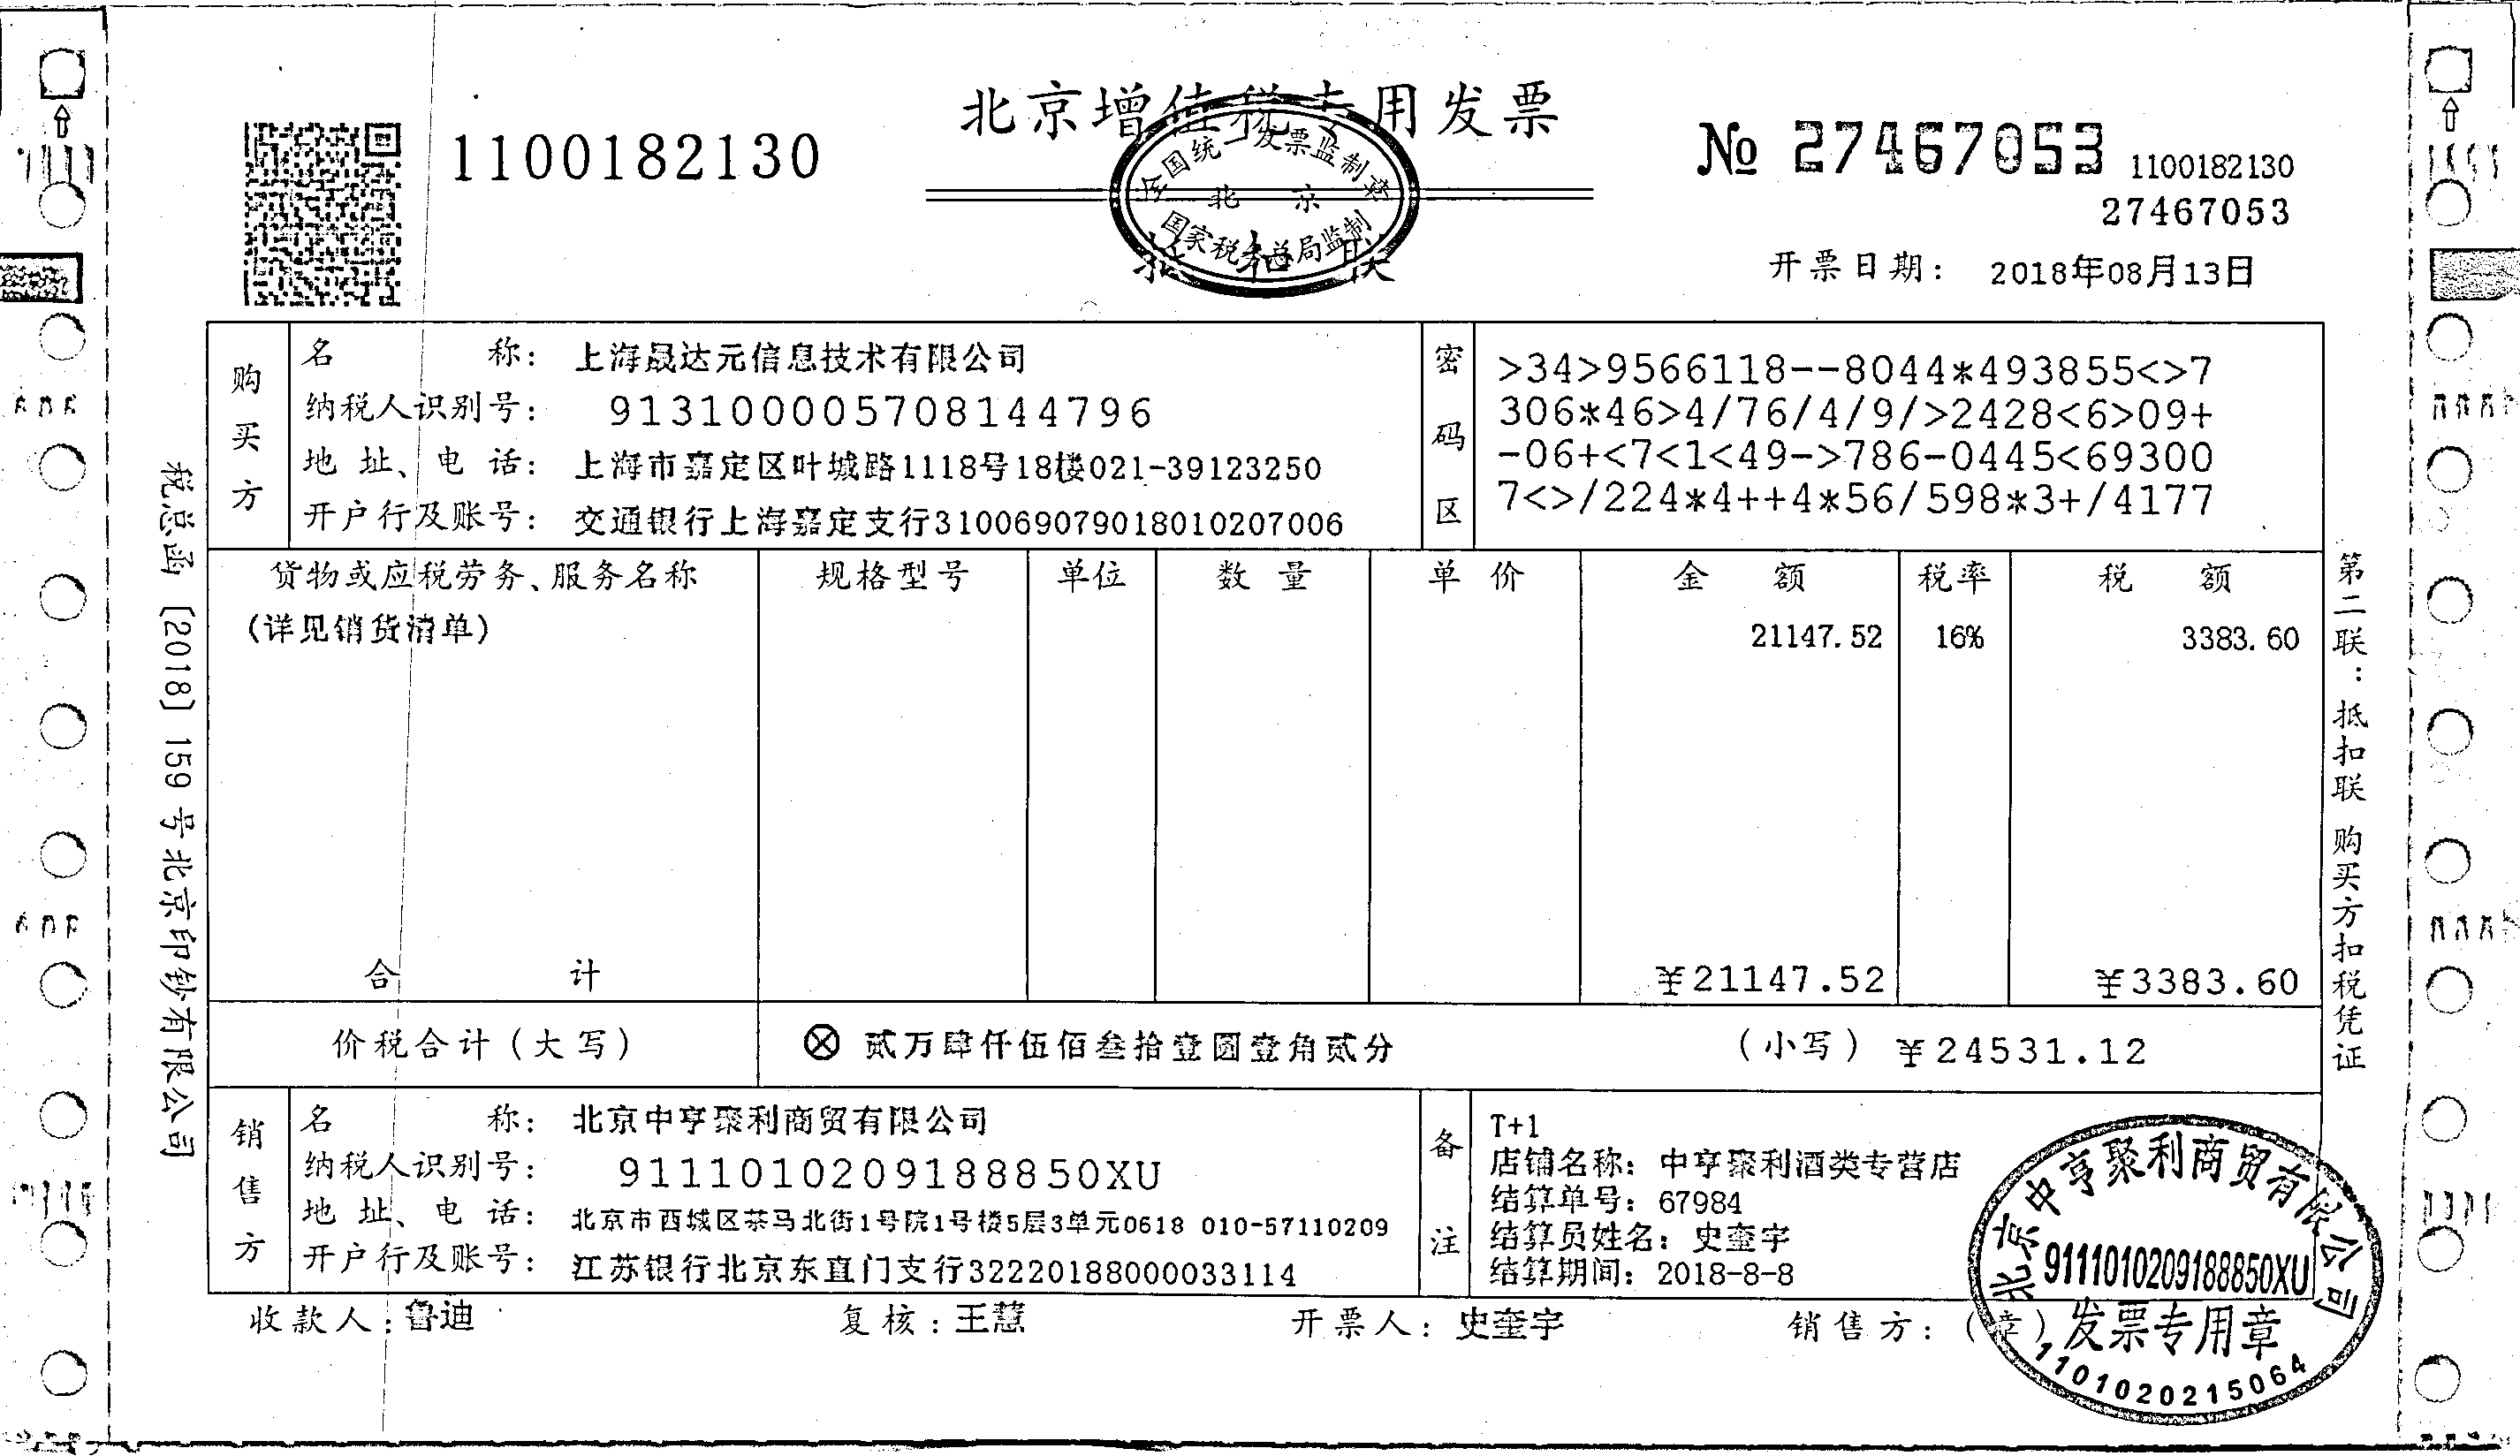 北京增值税专用发票
1100182130
№ 27467053
1100182130
27467053
全国统一发票监制章
北京
国家税务总局监制
抵扣联
开票日期: 2018年08月13日
购买方
名称: 上海晟达元信息技术有限公司
纳税人识别号: 913100005708144796
地址、电话: 上海市嘉定区叶城路1118号18楼021-39123250
开户行及账号: 交通银行上海嘉定支行310069079018010207006
密码区
>34>9566118--8044*493855<>7
306*46>4/76/4/9/>2428<6>09+
-06+<7<1<49->786-0445<69300
7<>/224*4++4*56/598*3+/4177
货物或应税劳务、服务名称 规格型号 单位 数量 单价 金额 税率 税额
(详见销货清单) 21147.52 16% 3383.60
合计 ¥21147.52 ¥3383.60
价税合计(大写) ⊗ 贰万肆仟伍佰叁拾壹圆壹角贰分 (小写) ¥24531.12
销售方
名称: 北京中亨聚利商贸有限公司
纳税人识别号: 9111010209188850XU
地址、电话: 北京市西城区茶马北街1号院1号楼5层3单元0618 010-57110209
开户行及账号: 江苏银行北京东直门支行32220188000033114
备注
T+1
店铺名称: 中亨聚利酒类专营店
结算单号: 67984
结算员姓名: 史奎宇
结算期间: 2018-8-8
收款人: 鲁迪 复核: 王慧 开票人: 史奎宇 销售方: (章)
北京中亨聚利商贸有限公司
9111010209188850XU
发票专用章
1101020215064
税总函〔2018〕159号北京印钞有限公司
第二联: 抵扣联 购买方扣税凭证